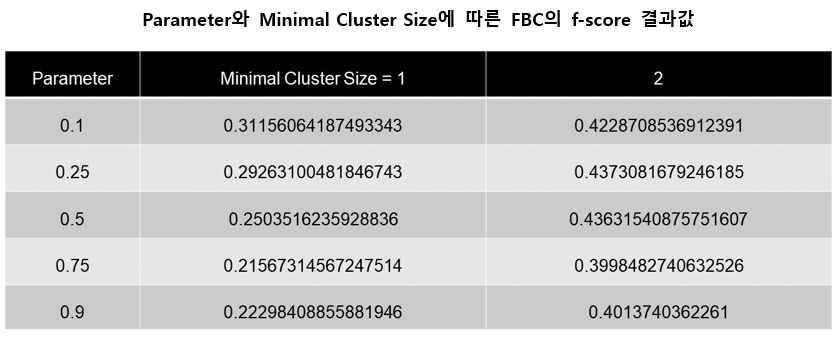 Parameter와 Minimal Cluster Size에 따른 FBC의 f-score 결과값
Parameter Minimal Cluster Size = 1 2
0.1 0.31156064187493343 0.4228708536912391
0.25 0.29263100481846743 0.4373081679246185
0.5 0.2503516235928836 0.43631540875751607
0.75 0.21567314567247514 0.3998482740632526
0.9 0.22298408855881946 0.4013740362261